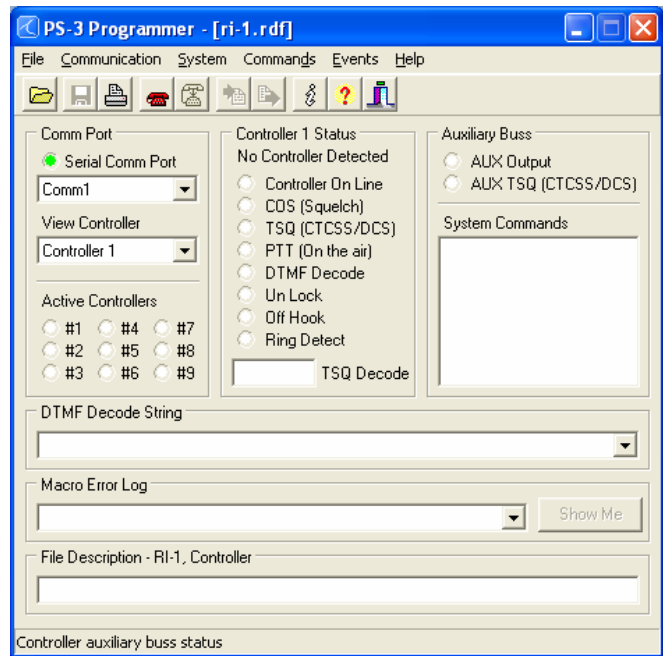 PS-3 Programmer - [ri-1.rdf]
File Communication System Commands Events Help
Comm Port
Serial Comm Port
Comm1
View Controller
Controller 1
Active Controllers
#1 #4 #7
#2 #5 #8
#3 #6 #9
Controller 1 Status
No Controller Detected
Controller On Line
COS (Squelch)
TSQ (CTCSS/DCS)
PTT (On the air)
DTMF Decode
Un Lock
Off Hook
Ring Detect
TSQ Decode
Auxiliary Buss
AUX Output
AUX TSQ (CTCSS/DCS)
System Commands
DTMF Decode String
Macro Error Log
Show Me
File Description - RI-1, Controller
Controller auxiliary buss status